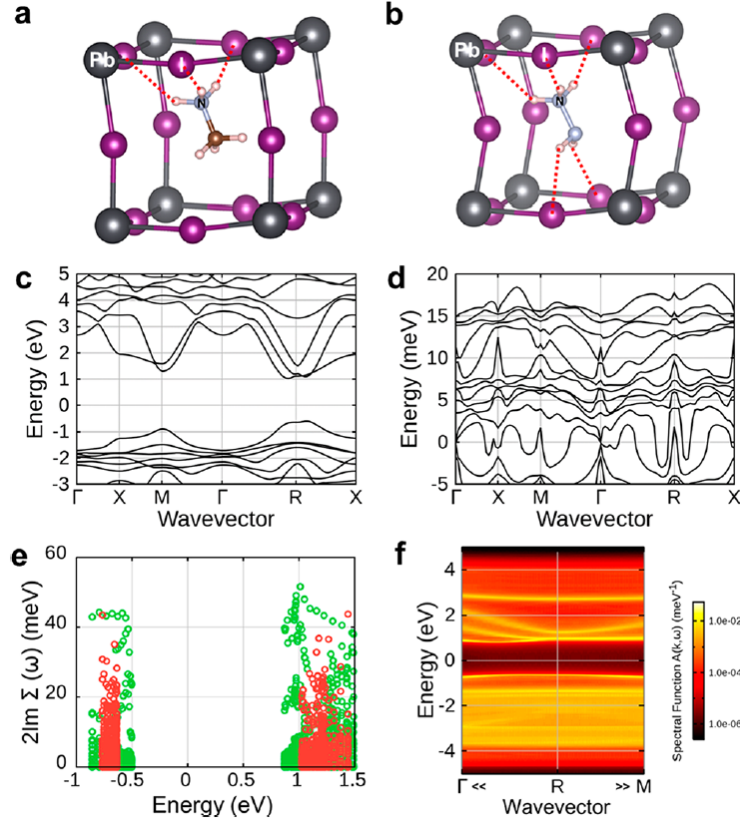 a
b
Pb
I
N
Pb
I
N
c
d
Energy (eV)
5
4
3
2
1
0
-1
-2
-3
Γ X M Γ R X
Wavevector
Energy (meV)
20
15
10
5
0
-5
Γ X M Γ R X
Wavevector
e
f
2Im Σ (ω) (meV)
60
40
20
0
-1 -0.5 0 0.5 1 1.5
Energy (eV)
Energy (eV)
4
2
0
-2
-4
Γ << R >> M
Wavevector
Spectral Function A(k,ω) (meV⁻¹)
1.0e-02
1.0e-04
1.0e-06